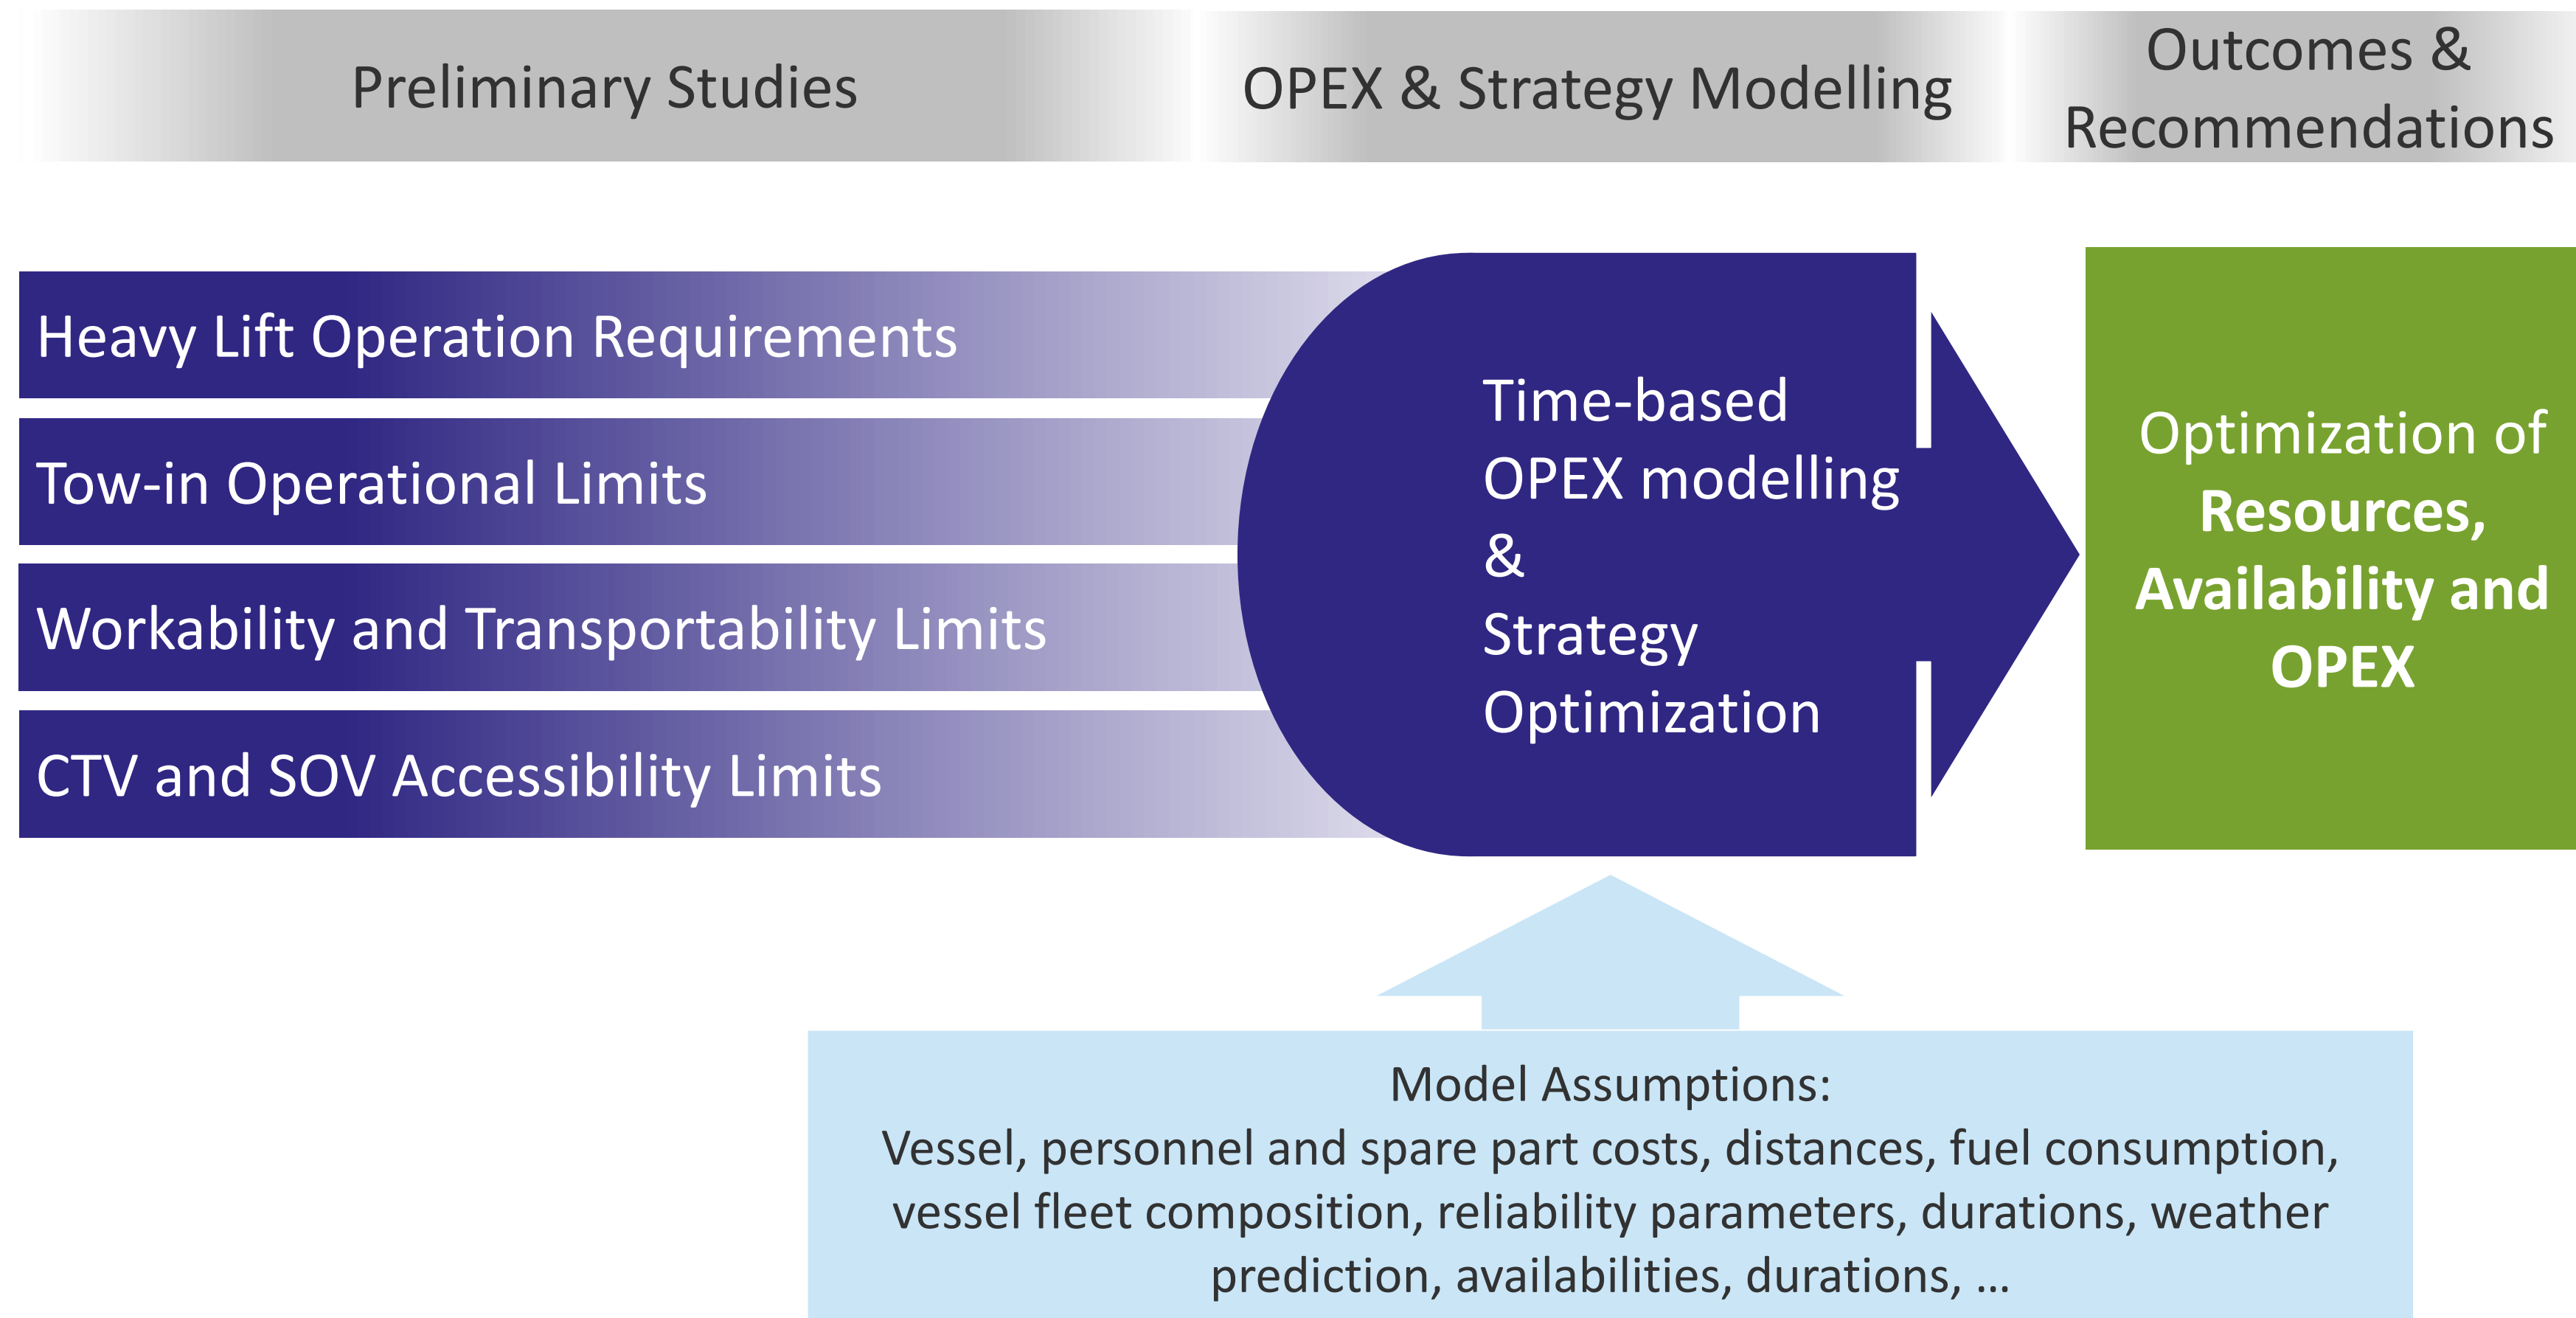 Preliminary Studies
OPEX & Strategy Modelling
Outcomes &
Recommendations
Heavy Lift Operation Requirements
Tow-in Operational Limits
Workability and Transportability Limits
CTV and SOV Accessibility Limits
Time-based
OPEX modelling
&
Strategy
Optimization
Optimization of
Resources,
Availability and
OPEX
Model Assumptions:
Vessel, personnel and spare part costs, distances, fuel consumption,
vessel fleet composition, reliability parameters, durations, weather
prediction, availabilities, durations, ...